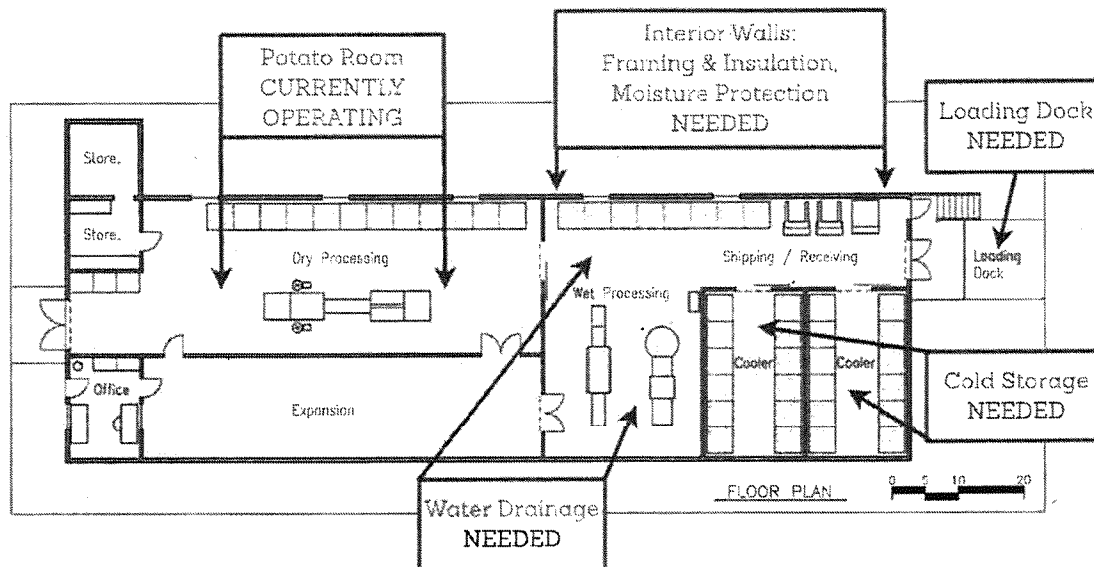 Potato Room
CURRENTLY
OPERATING
Interior Walls:
Framing & Insulation,
Moisture Protection
NEEDED
Loading Dock
NEEDED
Store.
Store.
Dry Processing
Shipping / Receiving
Loading
Dock
Wet Processing
Office
Expansion
Cooler
Cooler
Cold Storage
NEEDED
Water Drainage
NEEDED
FLOOR PLAN
0 5 10 20